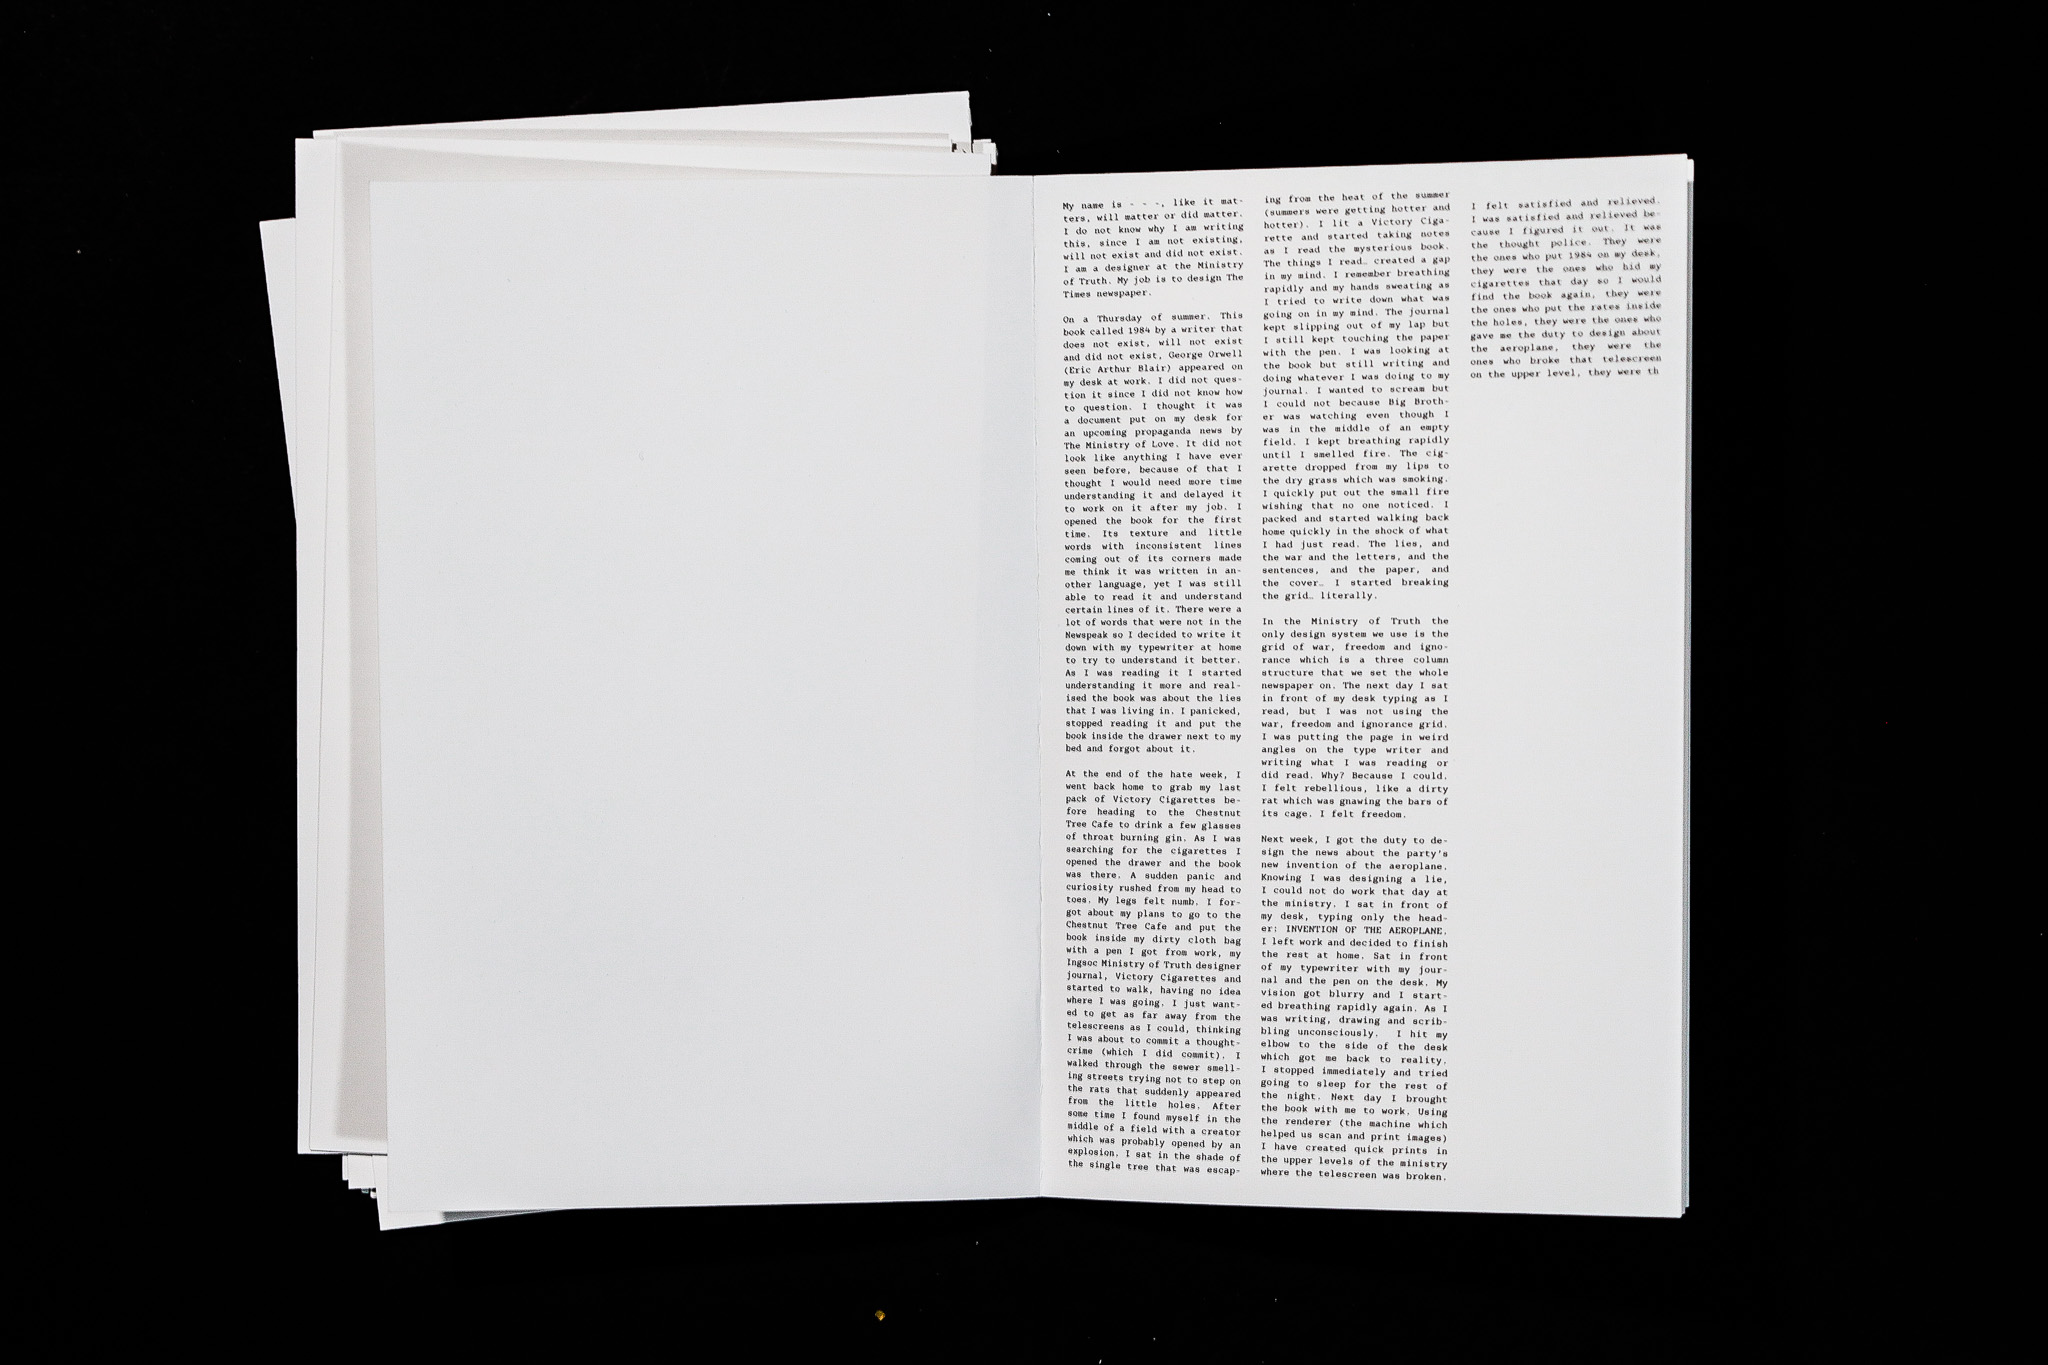 My name is - - -, like it mat-
ters, will matter or did matter.
I do not know why I am writing
this, since I am not existing,
will not exist and did not exist.
I am a designer at the Ministry
of Truth. My job is to design The
Times newspaper.
On a Thursday of summer. This
book called 1984 by a writer that
does not exist, will not exist
and did not exist, George Orwell
(Eric Arthur Blair) appeared on
my desk at work. I did not ques-
tion it since I did not know how
to question. I thought it was
a document put on my desk for
an upcoming propaganda news by
The Ministry of Love. It did not
look like anything I have ever
seen before, because of that I
thought I would need more time
understanding it and delayed it
to work on it after my job. I
opened the book for the first
time. Its texture and little
words with inconsistent lines
coming out of its corners made
me think it was written in an-
other language, yet I was still
able to read it and understand
certain lines of it. There were a
lot of words that were not in the
Newspeak so I decided to write it
down with my typewriter at home
to try to understand it better.
As I was reading it I started
understanding it more and real-
ised the book was about the lies
that I was living in. I panicked,
stopped reading it and put the
book inside the drawer next to my
bed and forgot about it.
At the end of the hate week, I
went back home to grab my last
pack of Victory Cigarettes be-
fore heading to the Chestnut
Tree Cafe to drink a few glasses
of throat burning gin. As I was
searching for the cigarettes I
opened the drawer and the book
was there. A sudden panic and
curiosity rushed from my head to
toes. My legs felt numb. I for-
got about my plans to go to the
Chestnut Tree Cafe and put the
book inside my dirty cloth bag
with a pen I got from work, my
Ingsoc Ministry of Truth designer
journal, Victory Cigarettes and
started to walk, having no idea
where I was going. I just want-
ed to get as far away from the
telescreens as I could, thinking
I was about to commit a thought-
crime (which I did commit). I
walked through the sewer smell-
ing streets trying not to step on
the rats that suddenly appeared
from the little holes. After
some time I found myself in the
middle of a field with a creator
which was probably opened by an
explosion. I sat in the shade of
the single tree that was escap-
ing from the heat of the summer
(summers were getting hotter and
hotter). I lit a Victory Ciga-
rette and started taking notes
as I read the mysterious book.
The things I read… created a gap
in my mind. I remember breathing
rapidly and my hands sweating as
I tried to write down what was
going on in my mind. The journal
kept slipping out of my lap but
I still kept touching the paper
with the pen. I was looking at
the book but still writing and
doing whatever I was doing to my
journal. I wanted to scream but
I could not because Big Broth-
er was watching even though I
was in the middle of an empty
field. I kept breathing rapidly
until I smelled fire. The cig-
arette dropped from my lips to
the dry grass which was smoking.
I quickly put out the small fire
wishing that no one noticed. I
packed and started walking back
home quickly in the shock of what
I had just read. The lies, and
the war and the letters, and the
sentences, and the paper, and
the cover… I started breaking
the grid… literally.
In the Ministry of Truth the
only design system we use is the
grid of war, freedom and igno-
rance which is a three column
structure that we set the whole
newspaper on. The next day I sat
in front of my desk typing as I
read, but I was not using the
war, freedom and ignorance grid.
I was putting the page in weird
angles on the type writer and
writing what I was reading or
did read. Why? Because I could.
I felt rebellious, like a dirty
rat which was gnawing the bars of
its cage. I felt freedom.
Next week, I got the duty to de-
sign the news about the party's
new invention of the aeroplane.
Knowing I was designing a lie,
I could not do work that day at
the ministry. I sat in front of
my desk, typing only the head-
er: INVENTION OF THE AEROPLANE.
I left work and decided to finish
the rest at home. Sat in front
of my typewriter with my jour-
nal and the pen on the desk. My
vision got blurry and I start-
ed breathing rapidly again. As I
was writing, drawing and scrib-
bling unconsciously. I hit my
elbow to the side of the desk
which got me back to reality.
I stopped immediately and tried
going to sleep for the rest of
the night. Next day I brought
the book with me to work. Using
the renderer (the machine which
helped us scan and print images)
I have created quick prints in
the upper levels of the ministry
where the telescreen was broken.
I felt satisfied and relieved.
I was satisfied and relieved be-
cause I figured it out. It was
the thought police. They were
the ones who put 1984 on my desk,
they were the ones who hid my
cigarettes that day so I would
find the book again, they were
the ones who put the rates inside
the holes, they were the ones who
gave me the duty to design about
the aeroplane, they were the
ones who broke that telescreen
on the upper level, they were th